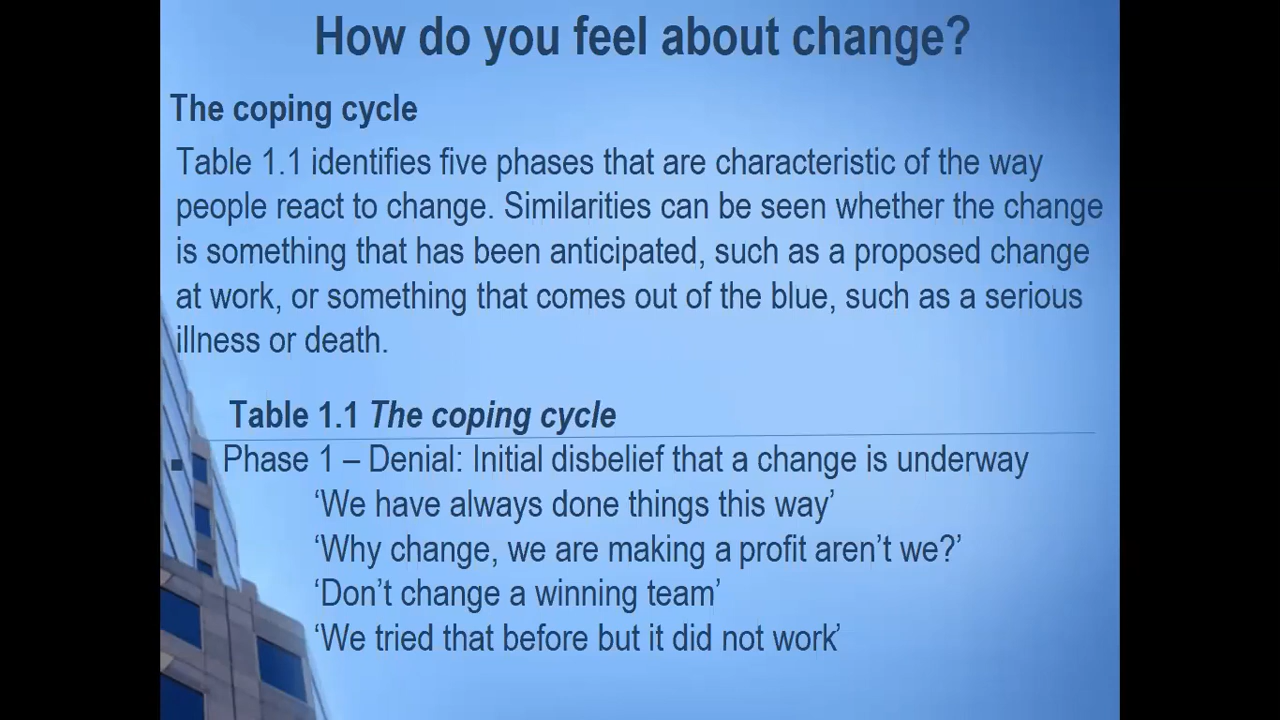 How do you feel about change?
The coping cycle
Table 1.1 identifies five phases that are characteristic of the way
people react to change. Similarities can be seen whether the change
is something that has been anticipated, such as a proposed change
at work, or something that comes out of the blue, such as a serious
illness or death.
Table 1.1 The coping cycle
▪ Phase 1 – Denial: Initial disbelief that a change is underway
‘We have always done things this way’
‘Why change, we are making a profit aren’t we?’
‘Don’t change a winning team’
‘We tried that before but it did not work’